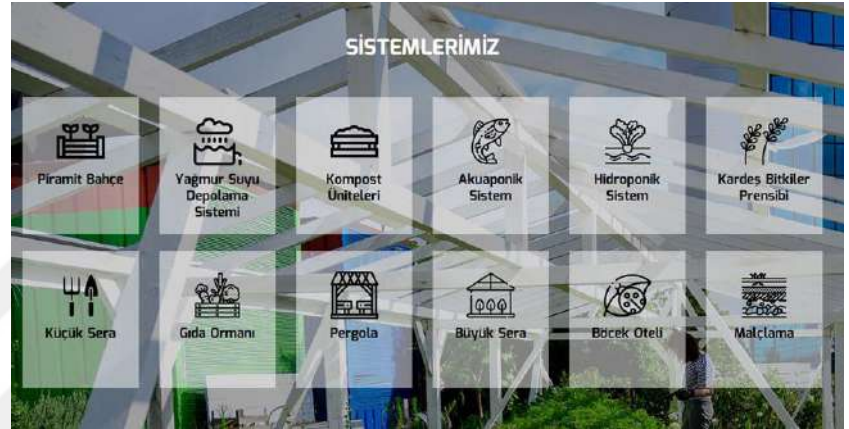 SİSTEMLERİMİZ
Piramit Bahçe
Yağmur Suyu
Depolama
Sistemi
Kompost
Üniteleri
Akuaponik
Sistem
Hidroponik
Sistem
Kardeş Bitkiler
Prensibi
Küçük Sera
Gıda Ormanı
Pergola
Büyük Sera
Böcek Oteli
Malçlama